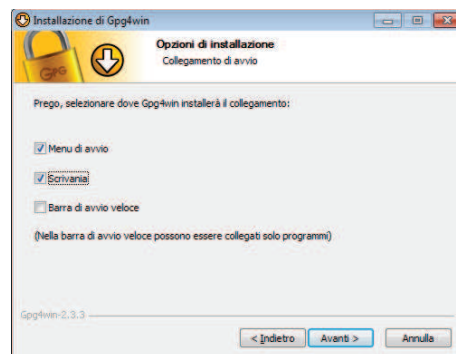 Installazione di Gpg4win
Opzioni di installazione
Collegamento di avvio
GPG
Prego, selezionare dove Gpg4win installerà il collegamento:
Menu di avvio
Scrivania
Barra di avvio veloce
(Nella barra di avvio veloce possono essere collegati solo programmi)
Gpg4win-2.3.3
< Indietro Avanti > Annulla